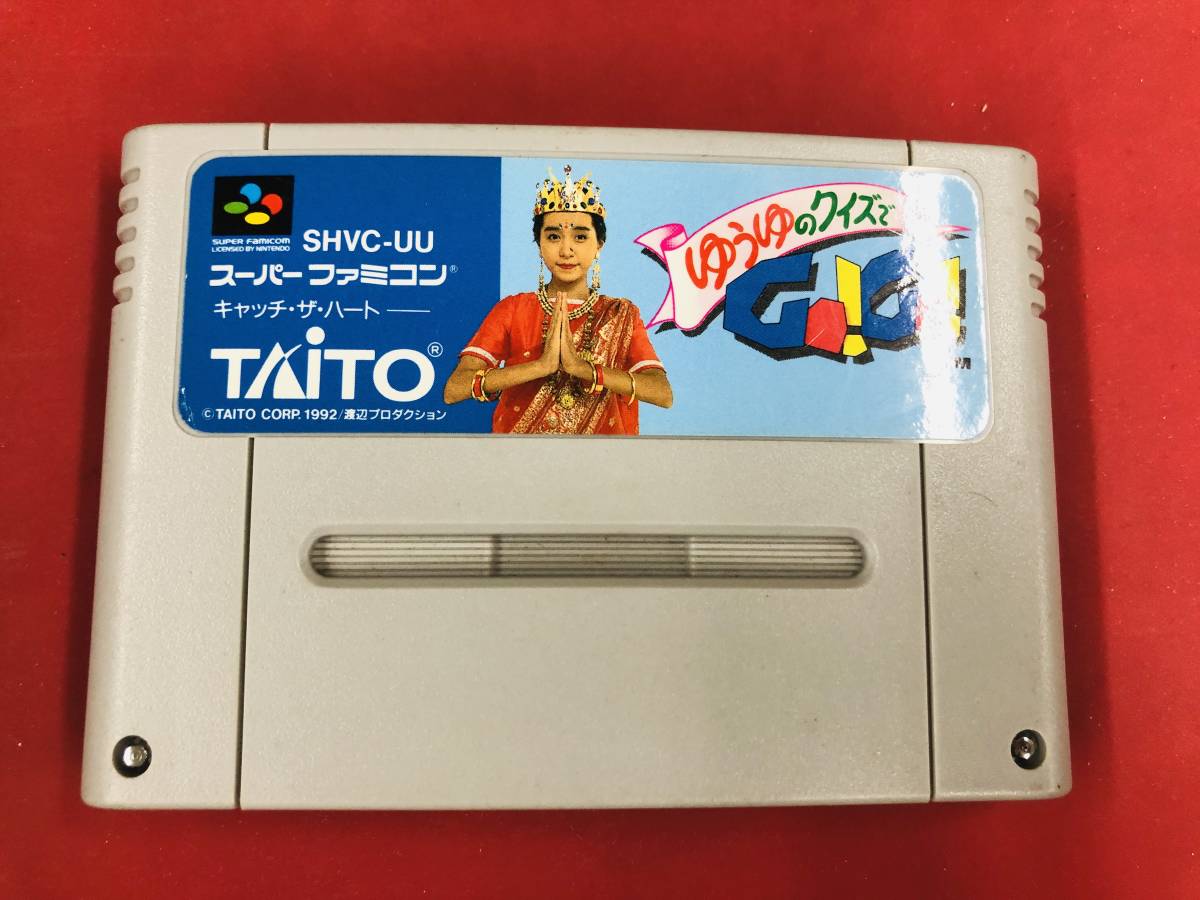 SUPER FAMICOM
LICENSED BY NINTENDO
SHVC-UU
スーパーファミコン®
キャッチ・ザ・ハート
TAITO®
©TAITO CORP. 1992/渡辺プロダクション
ゆうゆのクイズで
GO!GO!
TM